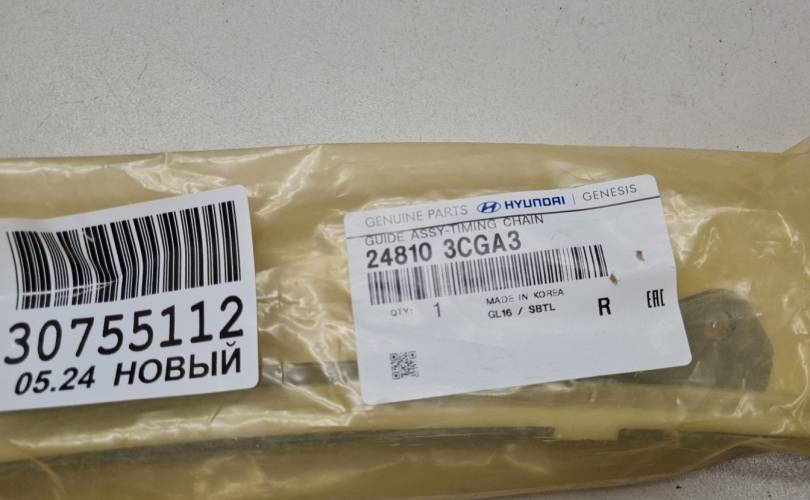 30755112
05.24 НОВЫЙ
GENUINE PARTS HYUNDAI | GENESIS
GUIDE ASSY-TIMING CHAIN
24810 3CGA3
QTY: 1 MADE IN KOREA
GL16 / SBTL R EAC